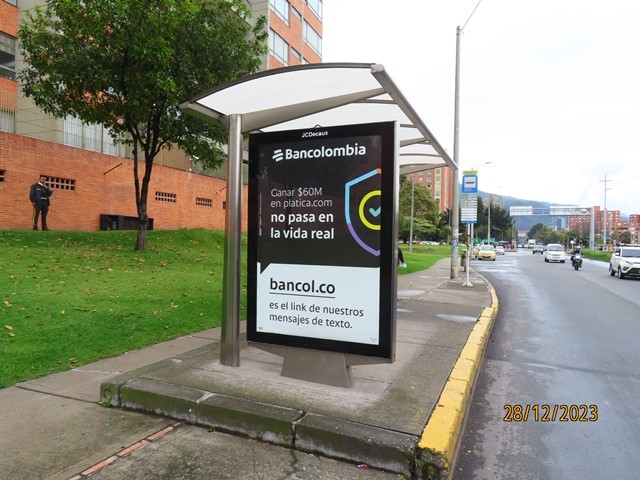 JCDecaux
Bancolombia
Ganar $60M
en platica.com
no pasa en
la vida real
bancol.co
es el link de nuestros
mensajes de texto.
28/12/2023